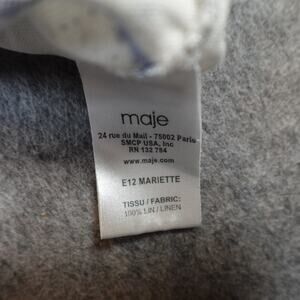 maje
24 rue du Mail - 75002 Paris
SMCP USA, Inc
RN 132 784
www.maje.com
E12 MARIETTE
TISSU / FABRIC:
100% LIN / LINEN